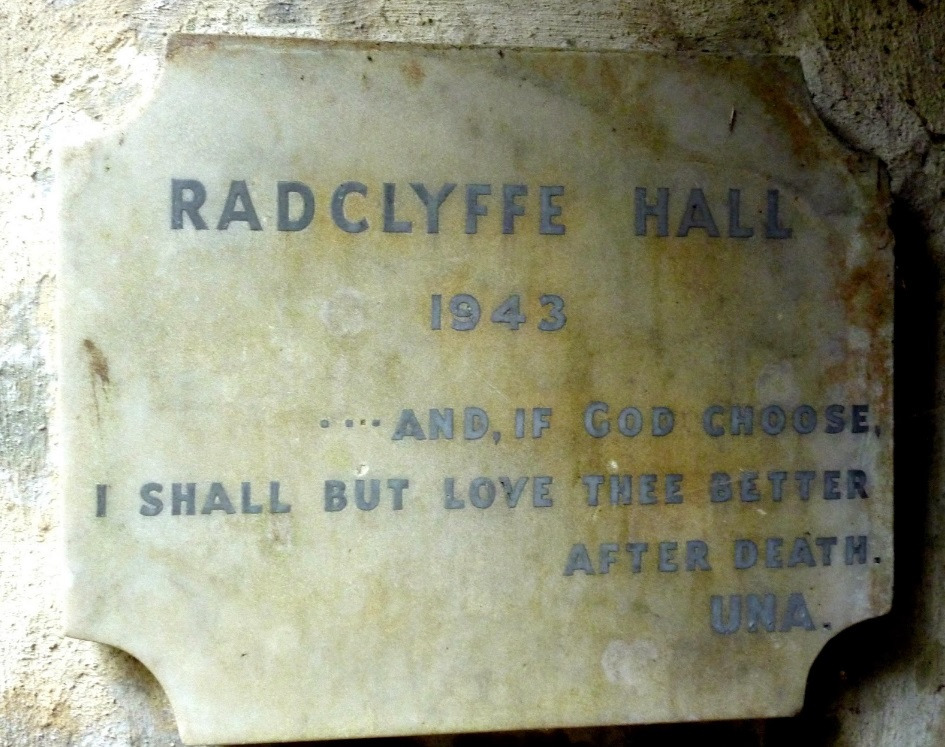 RADCLYFFE HALL
1943
....AND, IF GOD CHOOSE,
I SHALL BUT LOVE THEE BETTER
AFTER DEATH.
UNA.